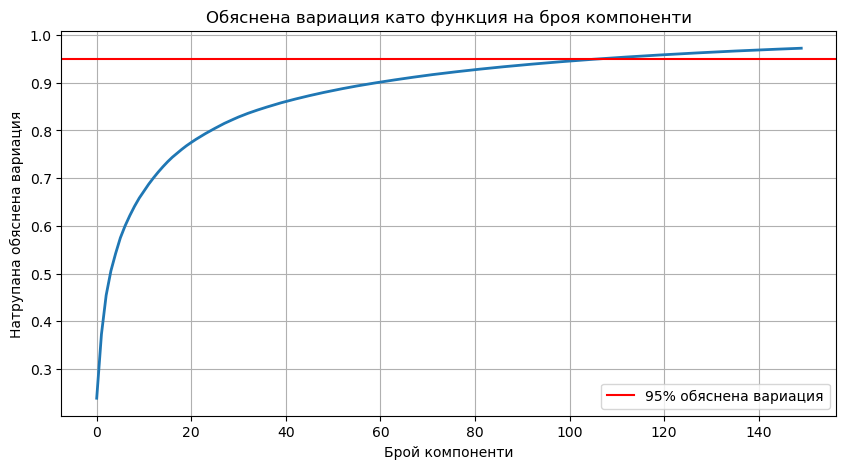 Обяснена вариация като функция на броя компоненти
Натрупана обяснена вариация
1.0
0.9
0.8
0.7
0.6
0.5
0.4
0.3
95% обяснена вариация
0 20 40 60 80 100 120 140
Брой компоненти